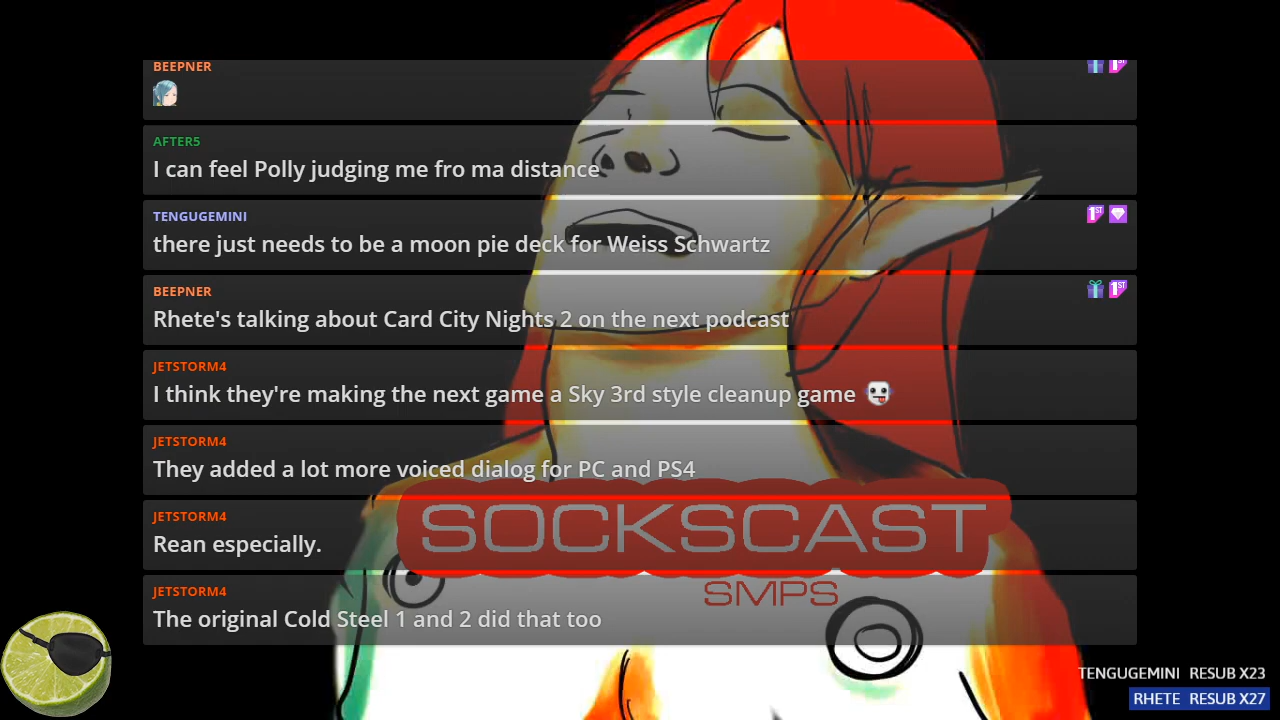 BEEPNER
AFTER5
I can feel Polly judging me fro ma distance
TENGUGEMINI
there just needs to be a moon pie deck for Weiss Schwartz
BEEPNER
Rhete's talking about Card City Nights 2 on the next podcast
JETSTORM4
I think they're making the next game a Sky 3rd style cleanup game
JETSTORM4
They added a lot more voiced dialog for PC and PS4
JETSTORM4
Rean especially.
SOCKSCAST
SMPS
JETSTORM4
The original Cold Steel 1 and 2 did that too
TENGUGEMINI RESUB X23
RHETE RESUB X27